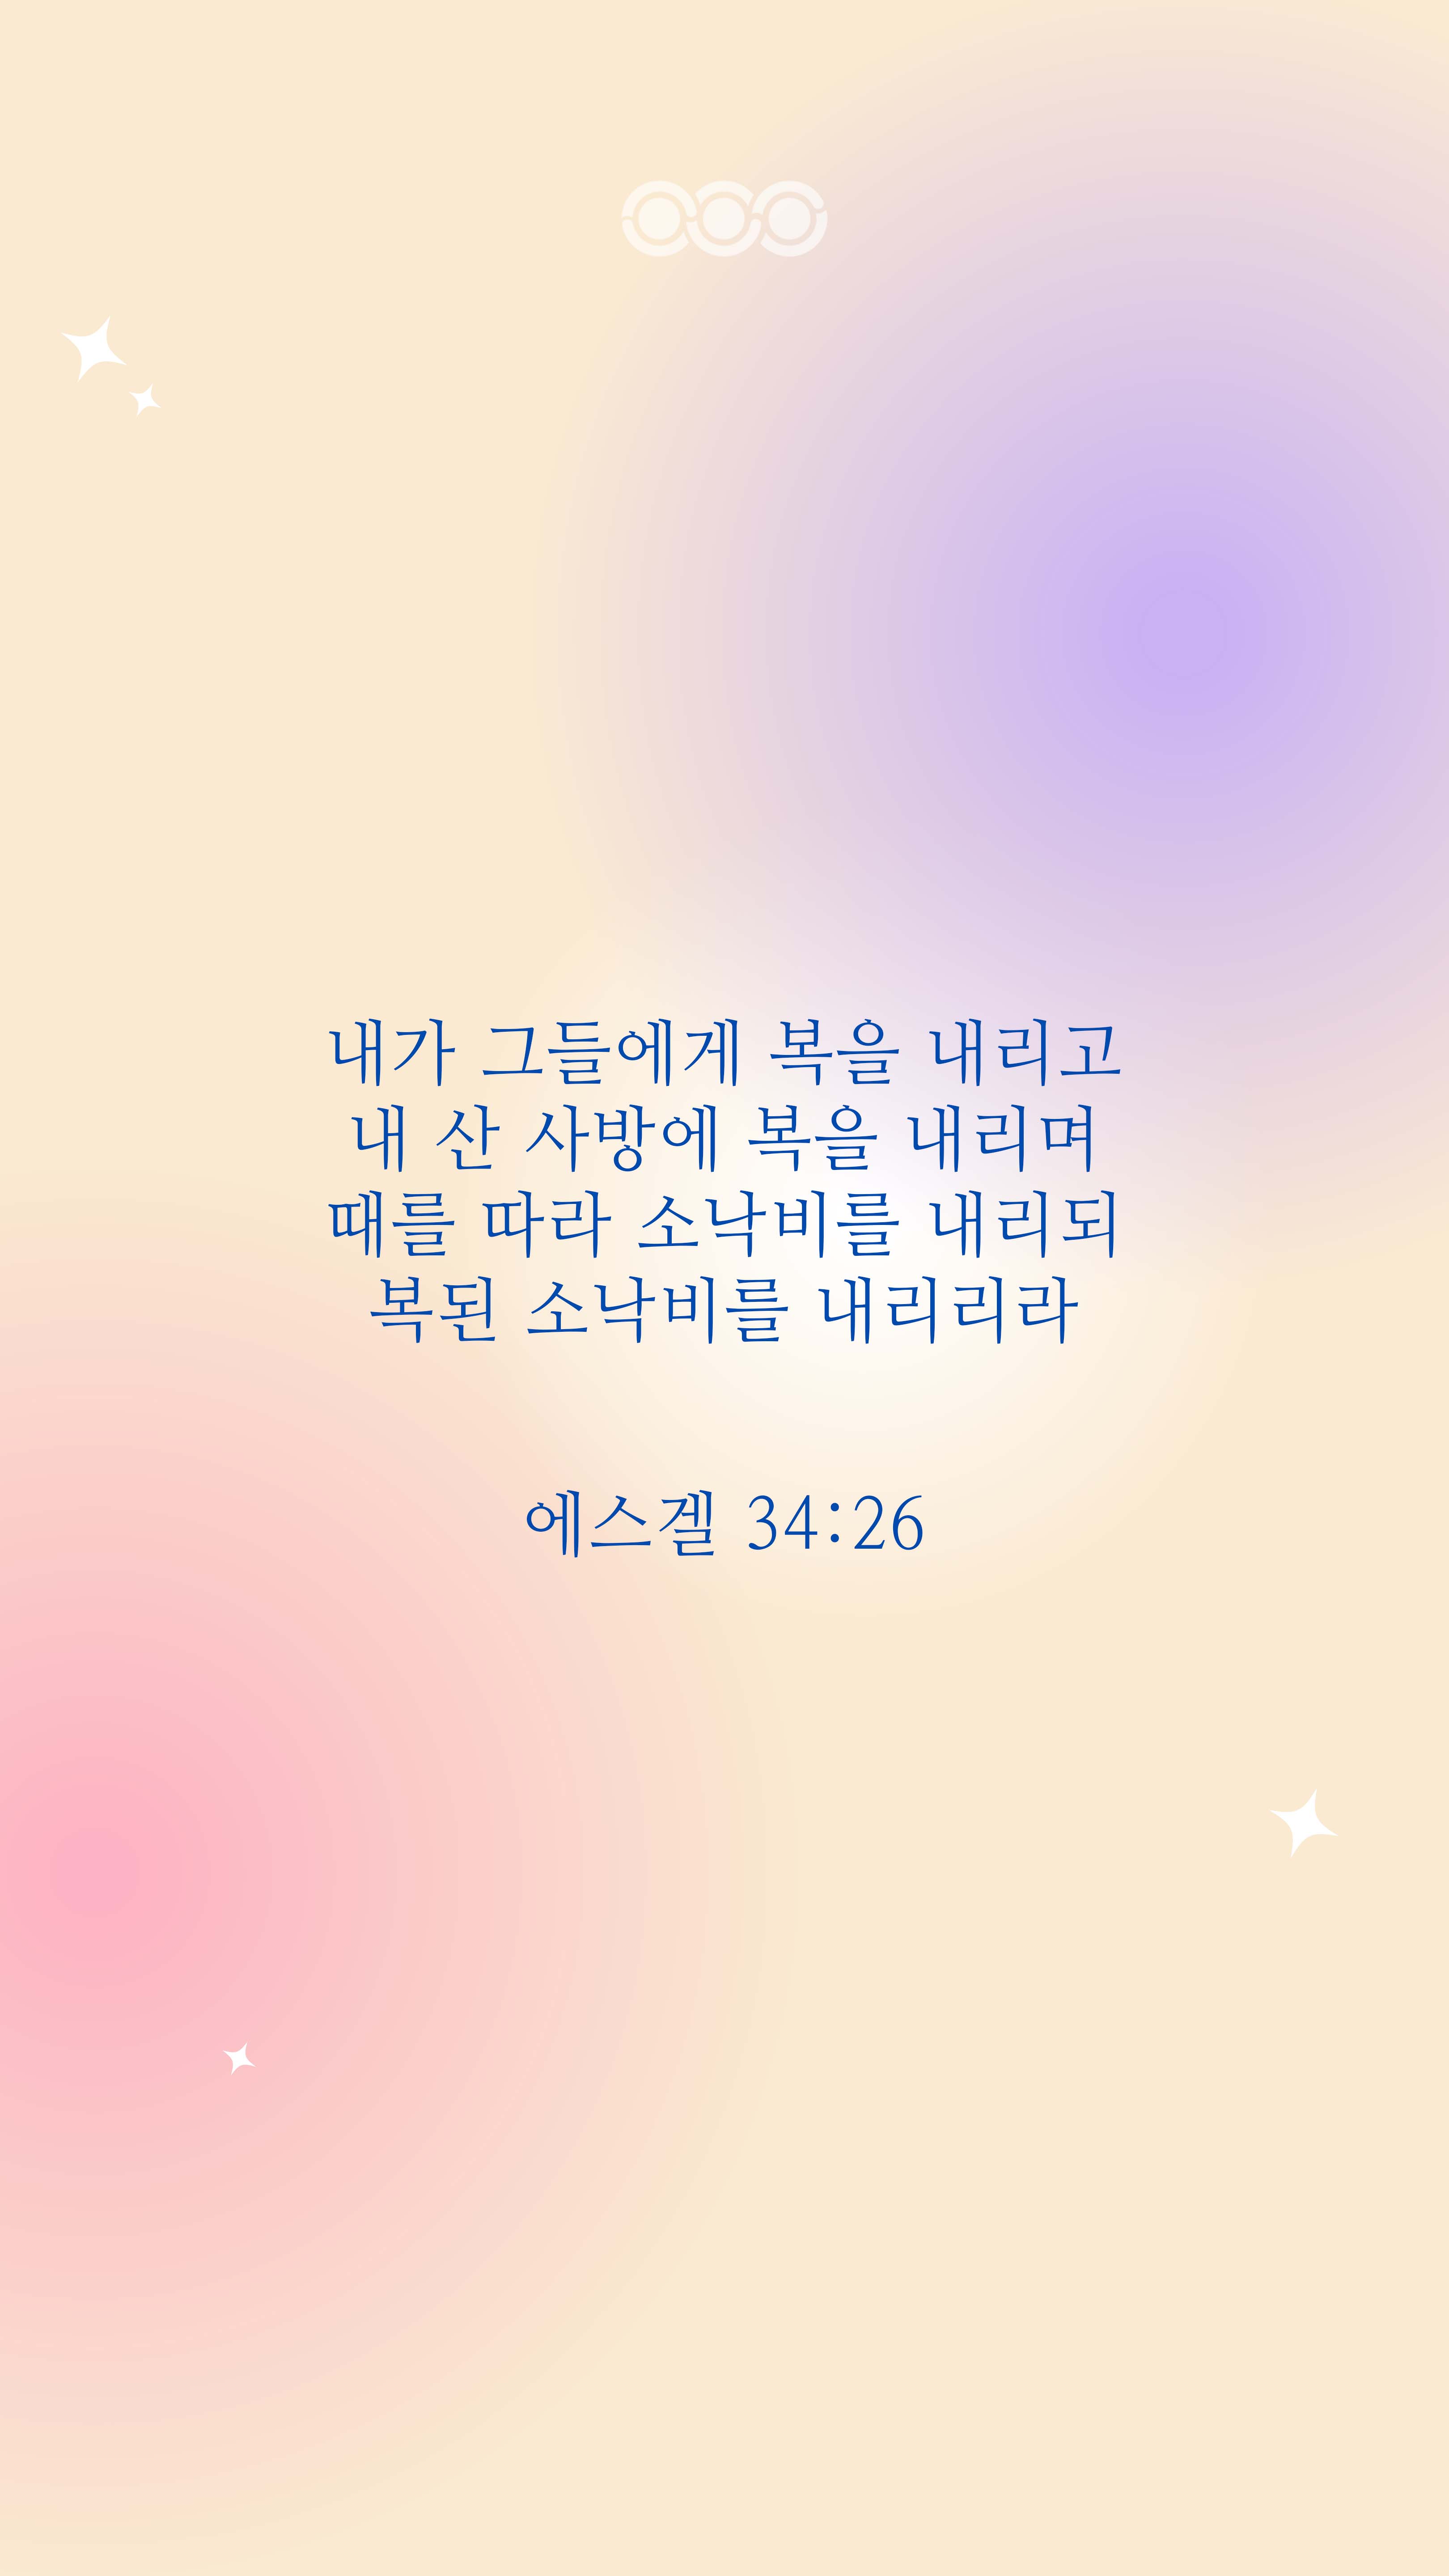 내가 그들에게 복을 내리고
내 산 사방에 복을 내리며
때를 따라 소낙비를 내리되
복된 소낙비를 내리리라
에스겔 34:26